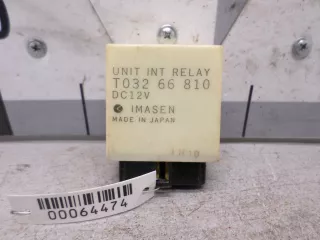 UNIT INT RELAY
T032 66 810
DC12V
IMASEN
MADE IN JAPAN
00064474